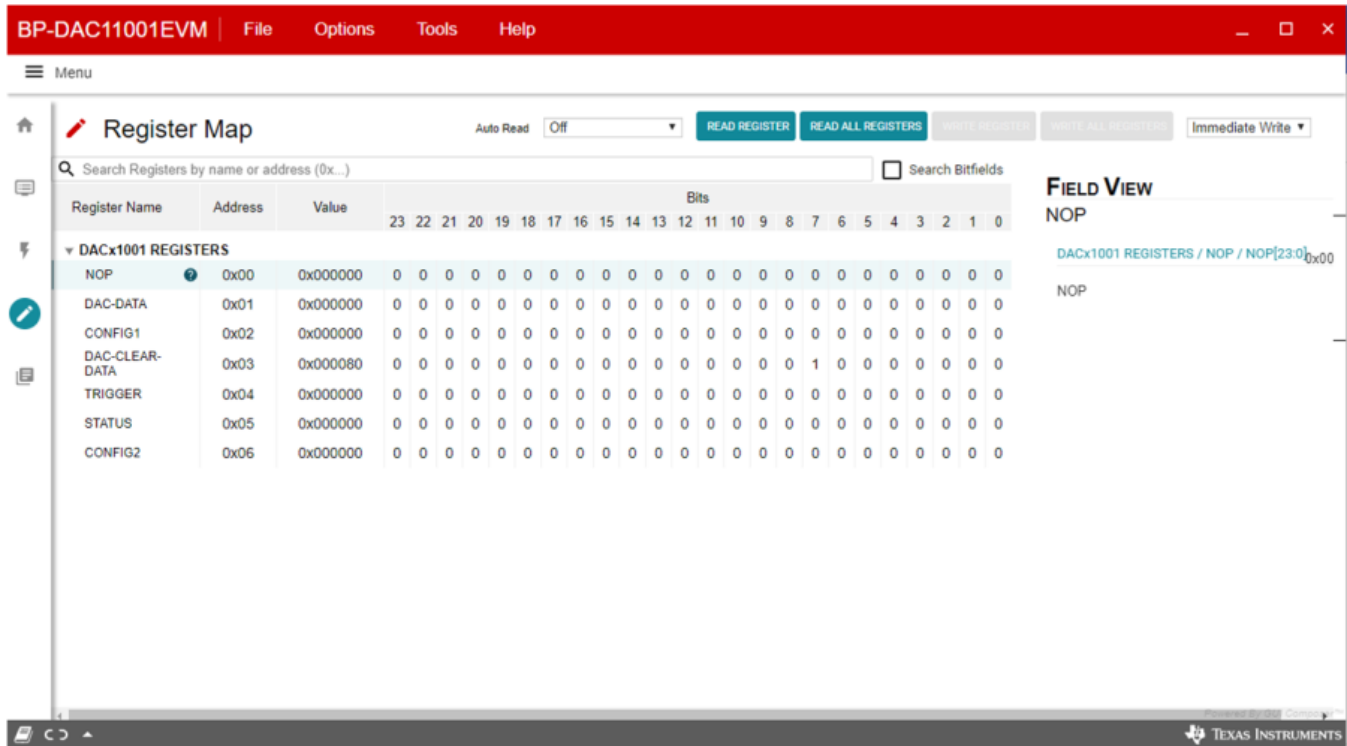 BP-DAC11001EVM File Options Tools Help
Menu
Register Map Auto Read Off READ REGISTER READ ALL REGISTERS WRITE REGISTER WRITE ALL REGISTERS Immediate Write
Search Registers by name or address (0x...) Search Bitfields
Register Name Address Value Bits
23 22 21 20 19 18 17 16 15 14 13 12 11 10 9 8 7 6 5 4 3 2 1 0
DACx1001 REGISTERS
NOP ? 0x00 0x000000 0 0 0 0 0 0 0 0 0 0 0 0 0 0 0 0 0 0 0 0 0 0 0 0
DAC-DATA 0x01 0x000000 0 0 0 0 0 0 0 0 0 0 0 0 0 0 0 0 0 0 0 0 0 0 0 0
CONFIG1 0x02 0x000000 0 0 0 0 0 0 0 0 0 0 0 0 0 0 0 0 0 0 0 0 0 0 0 0
DAC-CLEAR-
DATA 0x03 0x000080 0 0 0 0 0 0 0 0 0 0 0 0 0 0 0 0 1 0 0 0 0 0 0 0
TRIGGER 0x04 0x000000 0 0 0 0 0 0 0 0 0 0 0 0 0 0 0 0 0 0 0 0 0 0 0 0
STATUS 0x05 0x000000 0 0 0 0 0 0 0 0 0 0 0 0 0 0 0 0 0 0 0 0 0 0 0 0
CONFIG2 0x06 0x000000 0 0 0 0 0 0 0 0 0 0 0 0 0 0 0 0 0 0 0 0 0 0 0 0
FIELD VIEW
NOP
DACx1001 REGISTERS / NOP / NOP[23:0] 0x00
NOP
Powered By GUI Composer™
TEXAS INSTRUMENTS